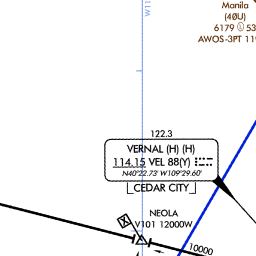 W11
Manila
(40U)
6179 Ⓛ 53
AWOS-3PT 119
122.3
VERNAL (H) (H)
114.15 VEL 88(Y)
N40°22.73' W109°29.60'
CEDAR CITY
NEOLA
V101 12000W
10000